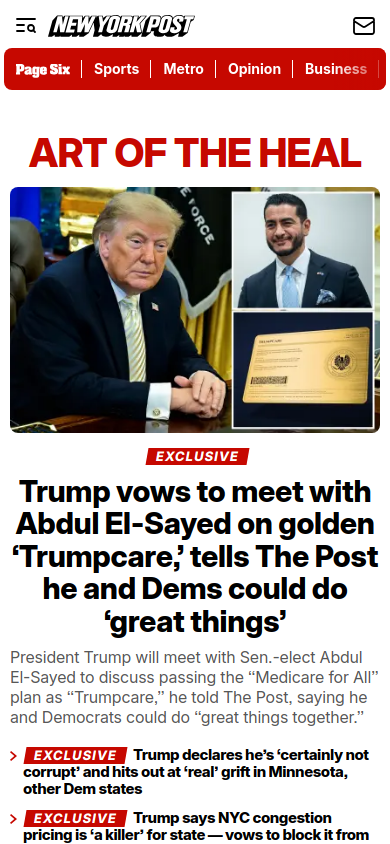 NEW YORK POST
Page Six
Sports
Metro
Opinion
Business
ART OF THE HEAL
FORCE
EXCLUSIVE
Trump vows to meet with
Abdul El-Sayed on golden
‘Trumpcare,’ tells The Post
he and Dems could do
‘great things’
President Trump will meet with Sen.-elect Abdul
El-Sayed to discuss passing the “Medicare for All”
plan as “Trumpcare,” he told The Post, saying he
and Democrats could do “great things together.”
EXCLUSIVE Trump declares he’s ‘certainly not
corrupt’ and hits out at ‘real’ grift in Minnesota,
other Dem states
EXCLUSIVE Trump says NYC congestion
pricing is ‘a killer’ for state — vows to block it from